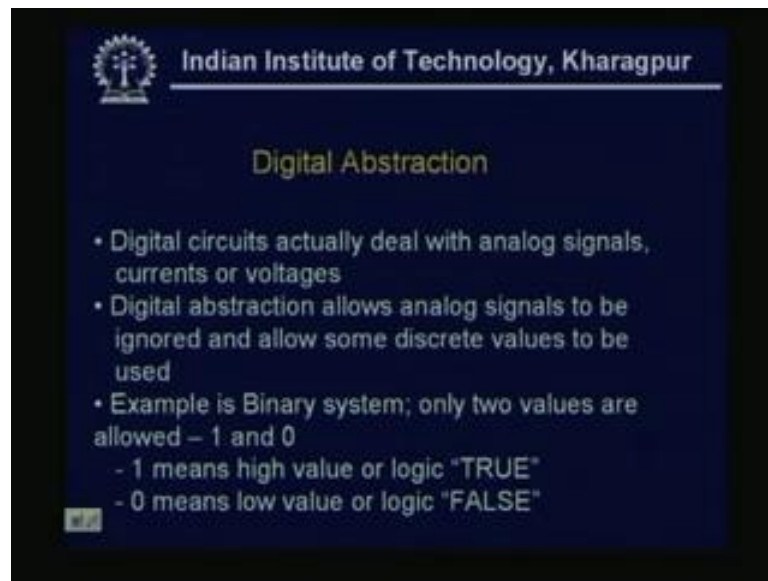 Indian Institute of Technology, Kharagpur
Digital Abstraction
• Digital circuits actually deal with analog signals,
currents or voltages
• Digital abstraction allows analog signals to be
ignored and allow some discrete values to be
used
• Example is Binary system; only two values are
allowed – 1 and 0
- 1 means high value or logic "TRUE"
- 0 means low value or logic "FALSE"